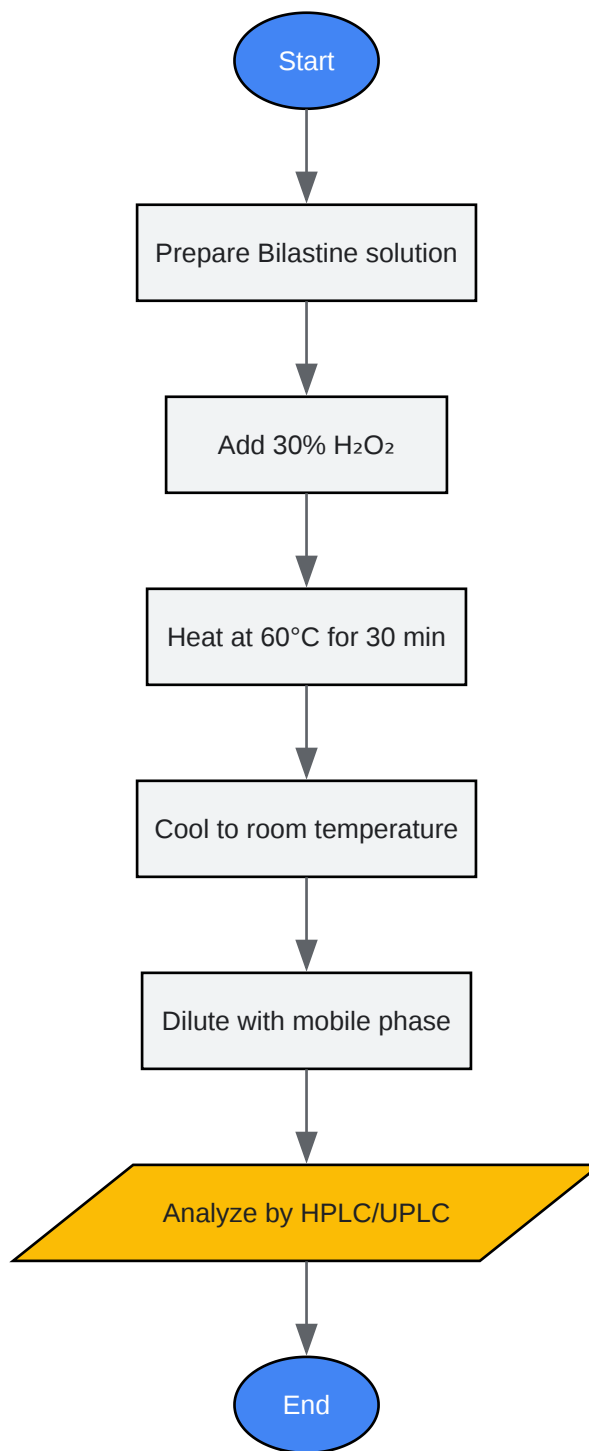 Start
Prepare Bilastine solution
Add 30% H₂O₂
Heat at 60°C for 30 min
Cool to room temperature
Dilute with mobile phase
Analyze by HPLC/UPLC
End